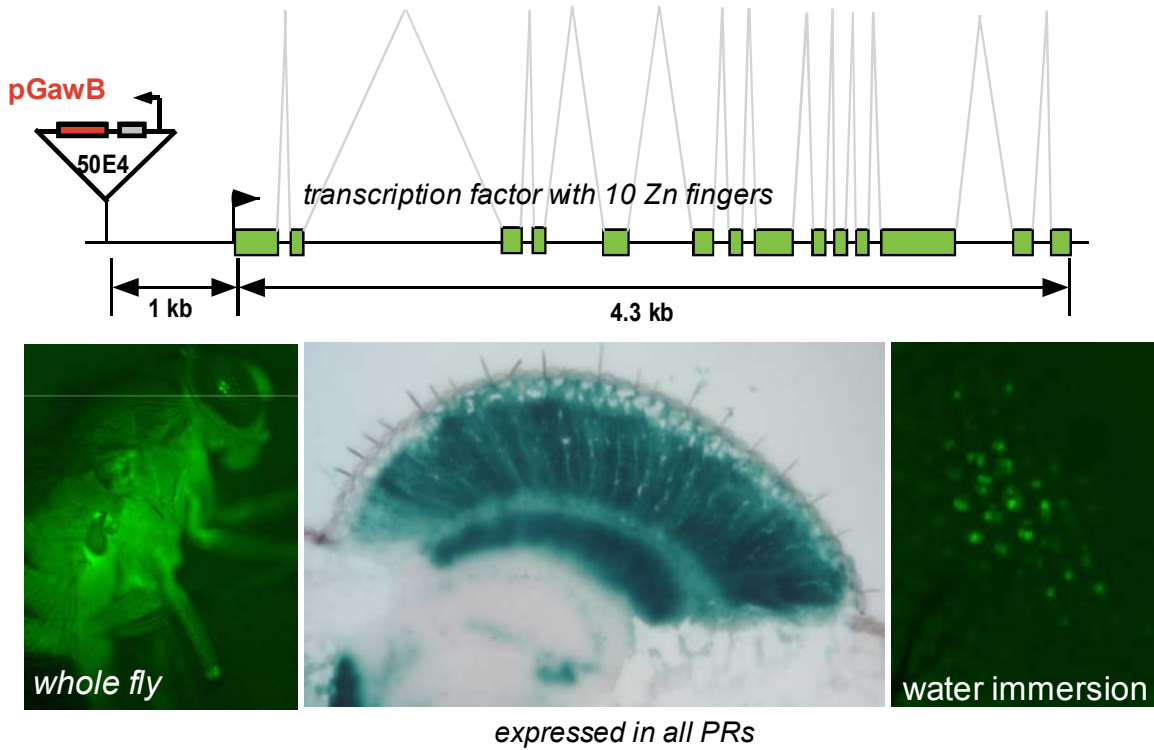 pGawB
50E4
transcription factor with 10 Zn fingers
1 kb
4.3 kb
whole fly
water immersion
expressed in all PRs